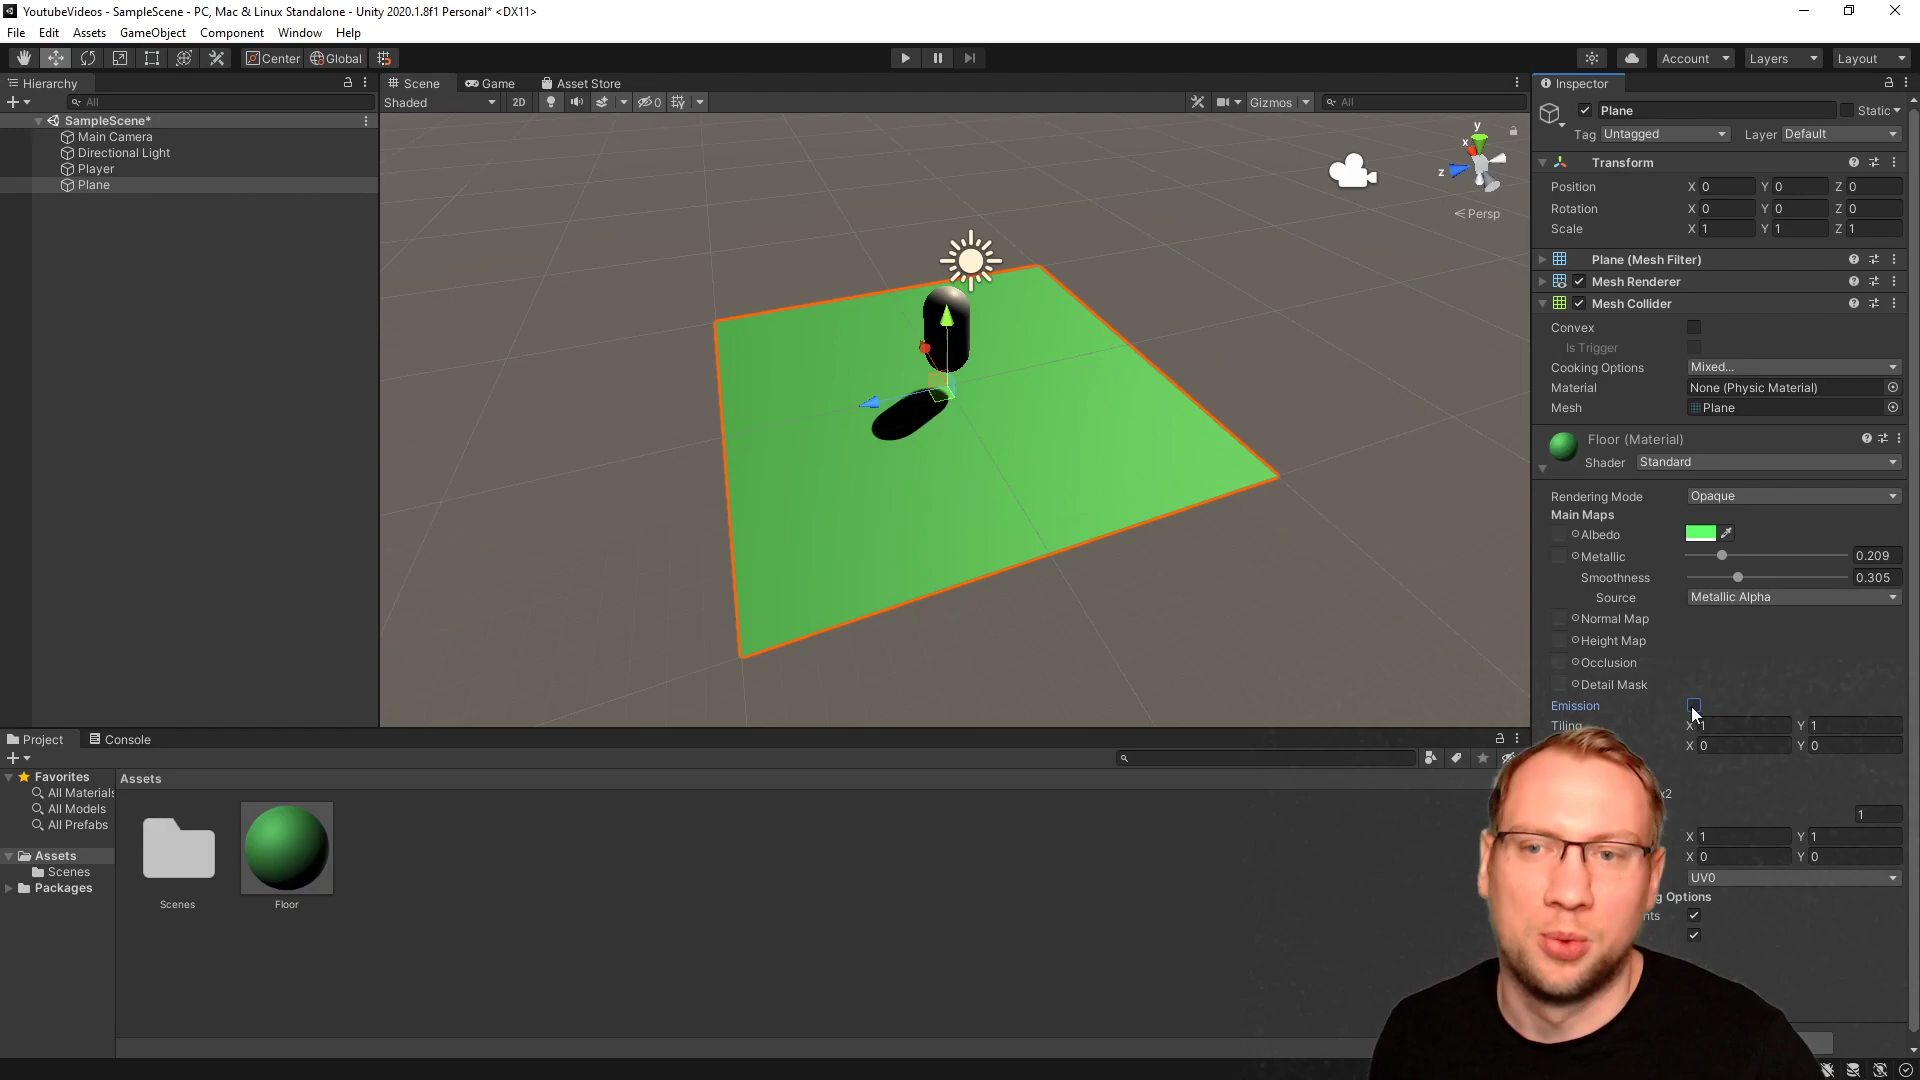 YoutubeVideos - SampleScene - PC, Mac & Linux Standalone - Unity 2020.1.8f1 Personal* <DX11>
File Edit Assets GameObject Component Window Help
Center Global Account Layers Layout
Hierarchy
All
SampleScene*
Main Camera
Directional Light
Player
Plane
Scene Game Asset Store
Shaded 2D 0 Gizmos All
y
x
z
Persp
Inspector
Plane Static
Tag Untagged Layer Default
Transform
Position X 0 Y 0 Z 0
Rotation X 0 Y 0 Z 0
Scale X 1 Y 1 Z 1
Plane (Mesh Filter)
Mesh Renderer
Mesh Collider
Convex
Is Trigger
Cooking Options Mixed...
Material None (Physic Material)
Mesh Plane
Floor (Material)
Shader Standard
Rendering Mode Opaque
Main Maps
Albedo
Metallic 0.209
Smoothness 0.305
Source Metallic Alpha
Normal Map
Height Map
Occlusion
Detail Mask
Emission
Tiling X 1 Y 1
X 0 Y 0
x2
1
X 1 Y 1
X 0 Y 0
UV0
g Options
nts
Project Console
Favorites
All Materials
All Models
All Prefabs
Assets
Scenes
Packages
Assets
Scenes
Floor